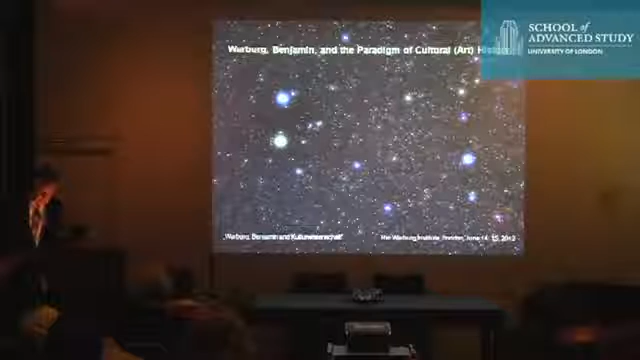 Warburg, Benjamin, and the Paradigm of Cultural (Art) History
SCHOOL of
ADVANCED STUDY
UNIVERSITY OF LONDON
„Warburg, Benjamin and Kulturwissenschaft“
The Warburg Institute, London, June 14-15, 2012